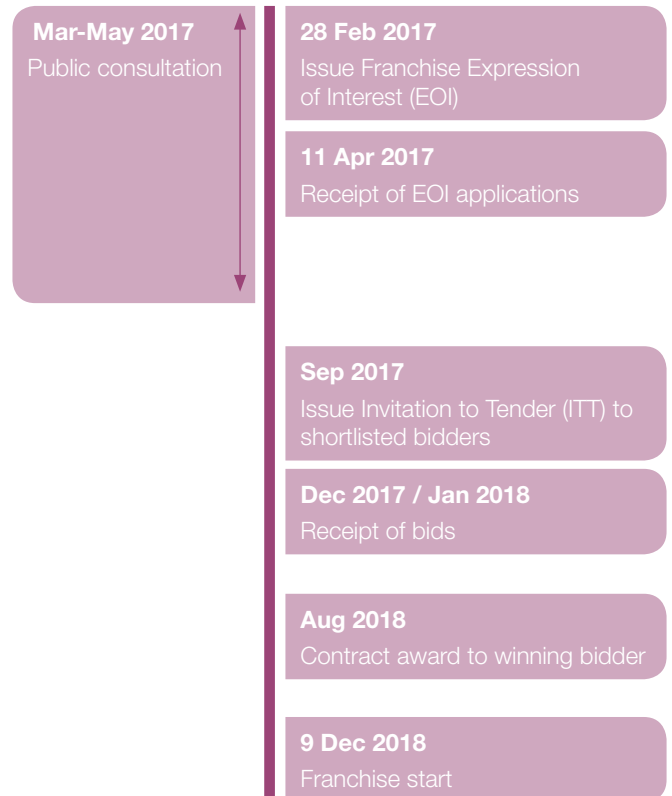 Mar-May 2017
Public consultation
28 Feb 2017
Issue Franchise Expression
of Interest (EOI)
11 Apr 2017
Receipt of EOI applications
Sep 2017
Issue Invitation to Tender (ITT) to
shortlisted bidders
Dec 2017 / Jan 2018
Receipt of bids
Aug 2018
Contract award to winning bidder
9 Dec 2018
Franchise start